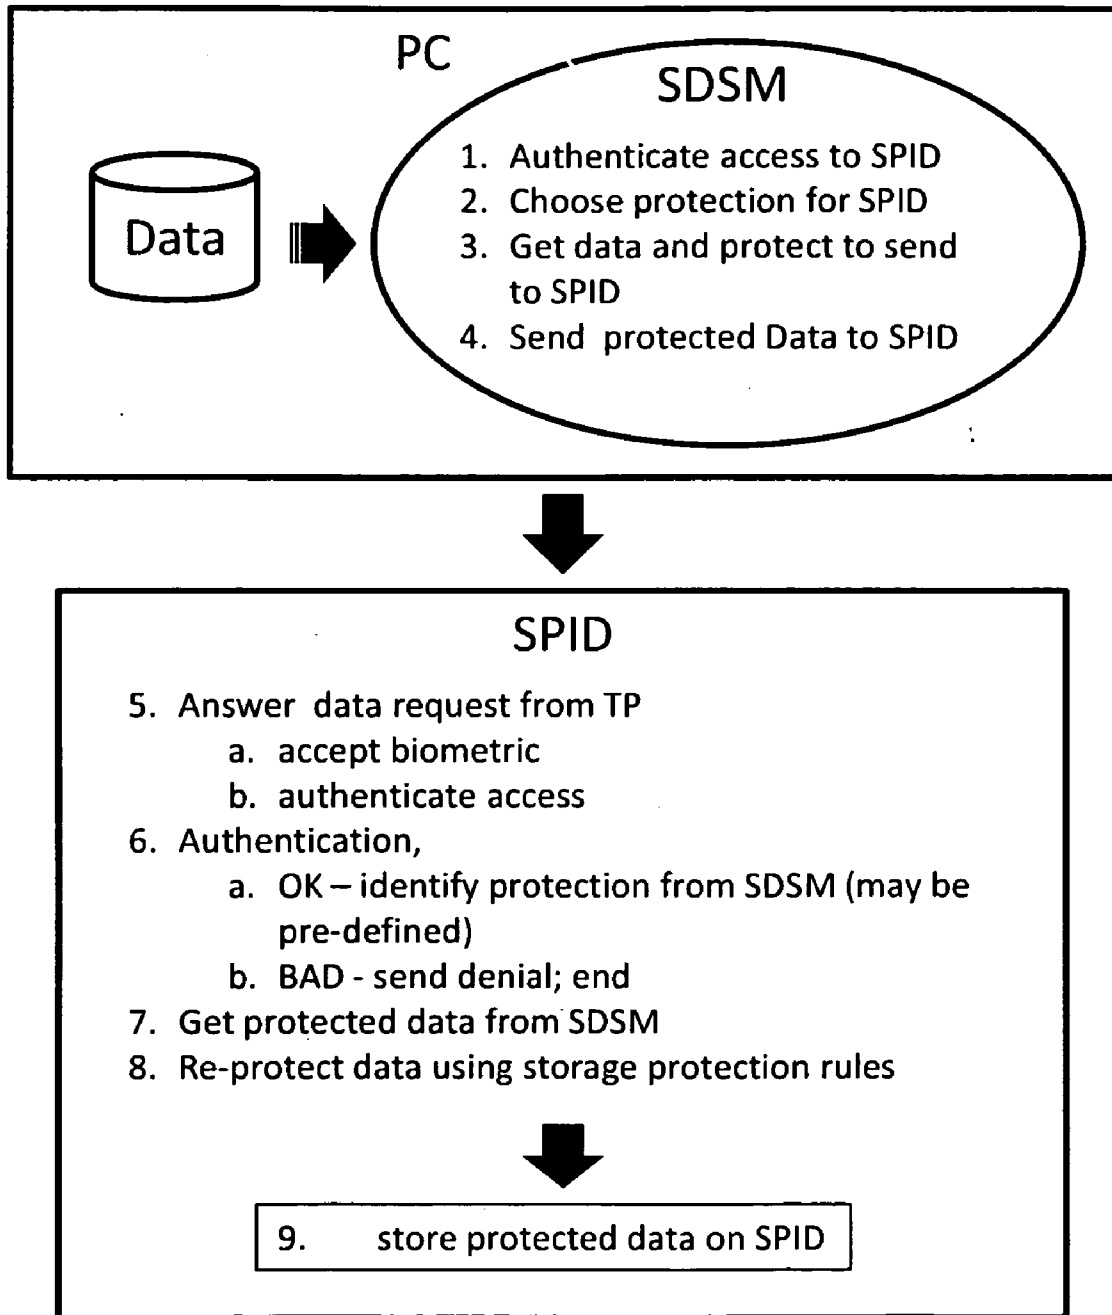 PC
SDSM
Data
1. Authenticate access to SPID
2. Choose protection for SPID
3. Get data and protect to send
to SPID
4. Send protected Data to SPID
SPID
5. Answer data request from TP
a. accept biometric
b. authenticate access
6. Authentication,
a. OK – identify protection from SDSM (may be
pre-defined)
b. BAD - send denial; end
7. Get protected data from SDSM
8. Re-protect data using storage protection rules
9. store protected data on SPID